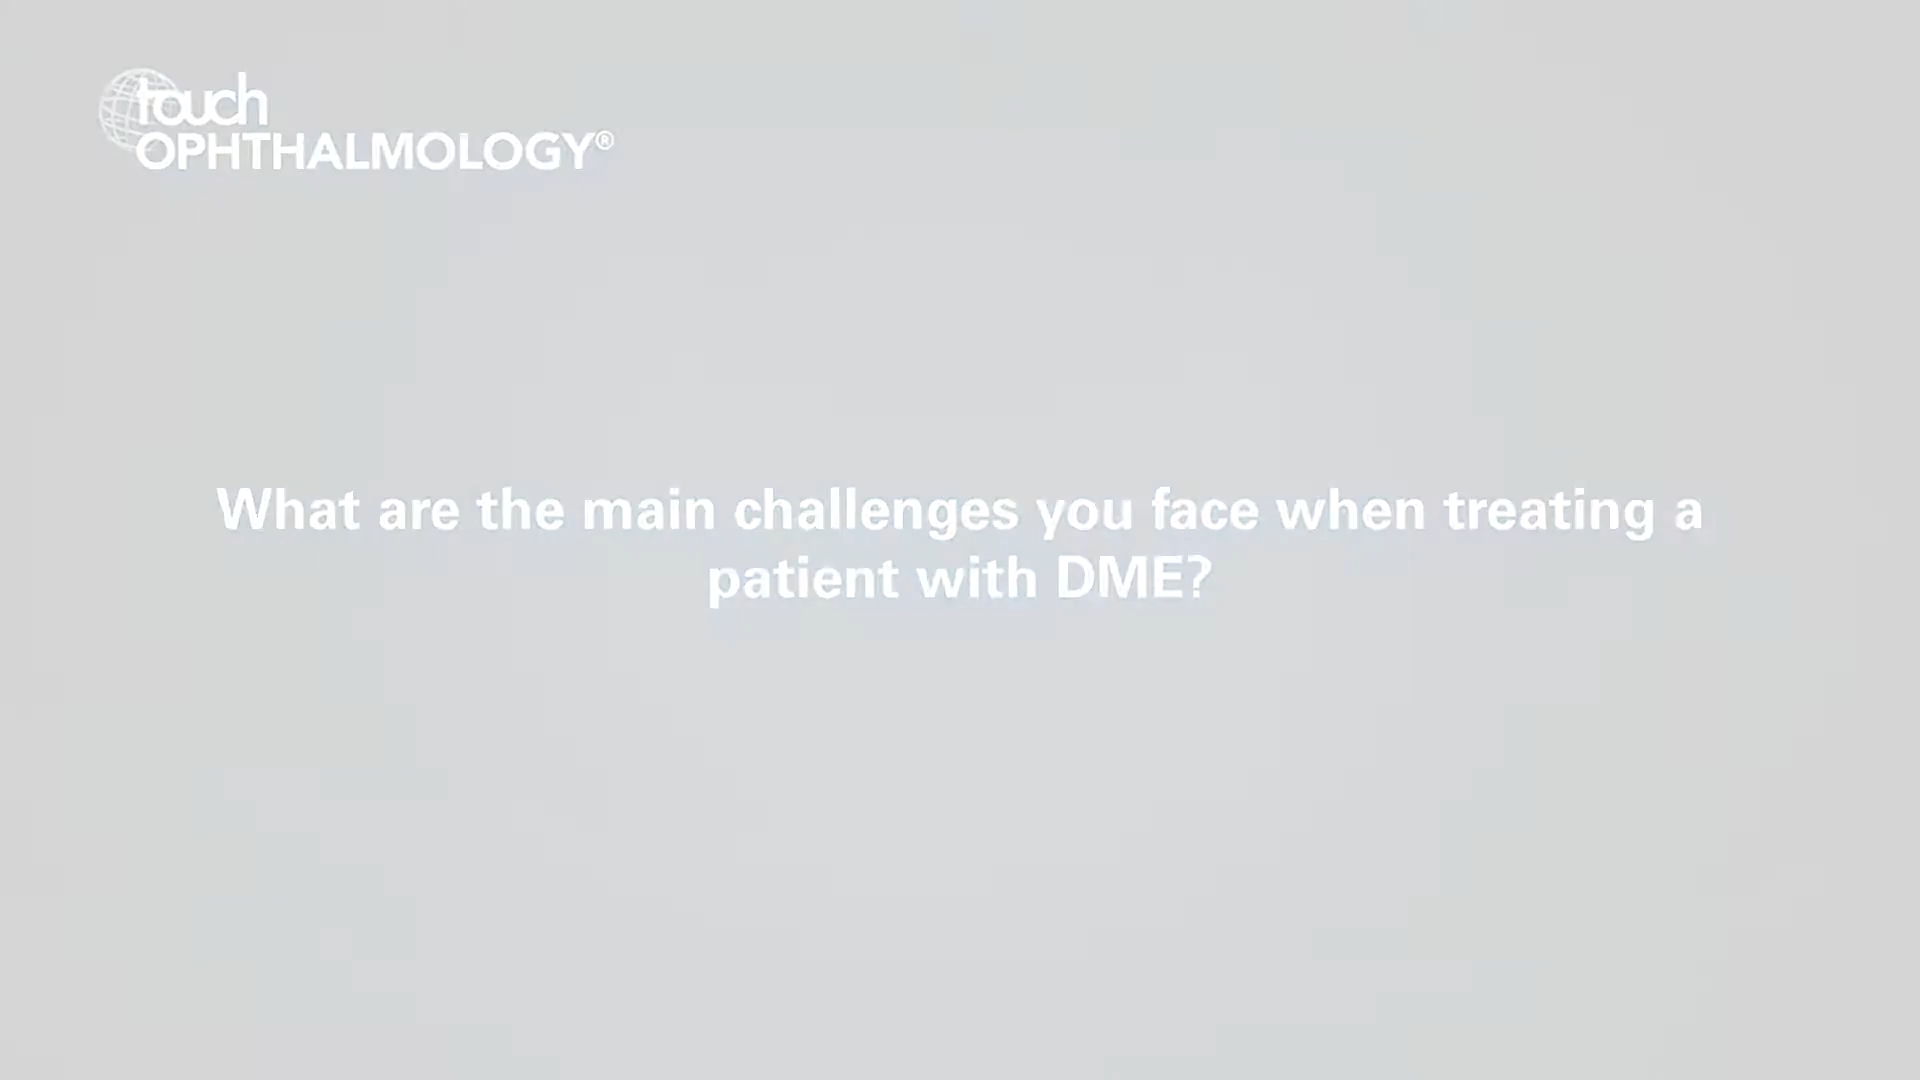 touch
OPHTHALMOLOGY®
What are the main challenges you face when treating a
patient with DME?